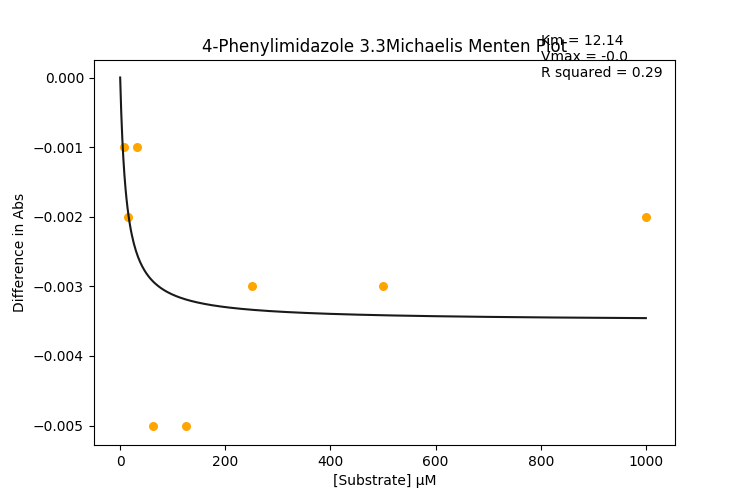 4-Phenylimidazole 3.3Michaelis Menten Plot
Km = 12.14
Vmax = -0.0
R squared = 0.29
0.000
−0.001
−0.002
−0.003
−0.004
−0.005
Difference in Abs
0 200 400 600 800 1000
[Substrate] µM